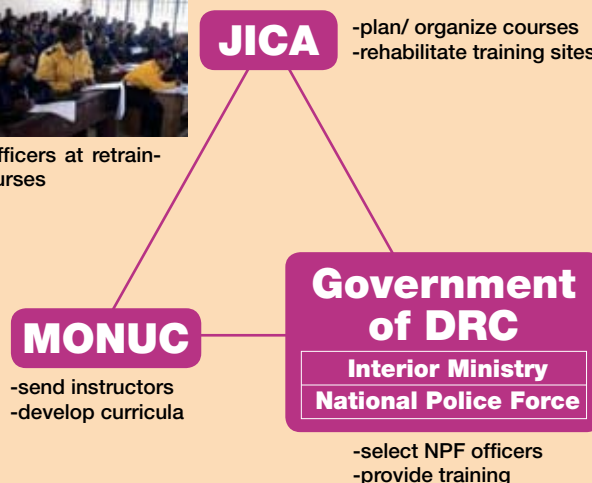 JICA
-plan/ organize courses
-rehabilitate training sites
officers at retrain-
urses
MONUC
-send instructors
-develop curricula
Government
of DRC
Interior Ministry
National Police Force
-select NPF officers
-provide training